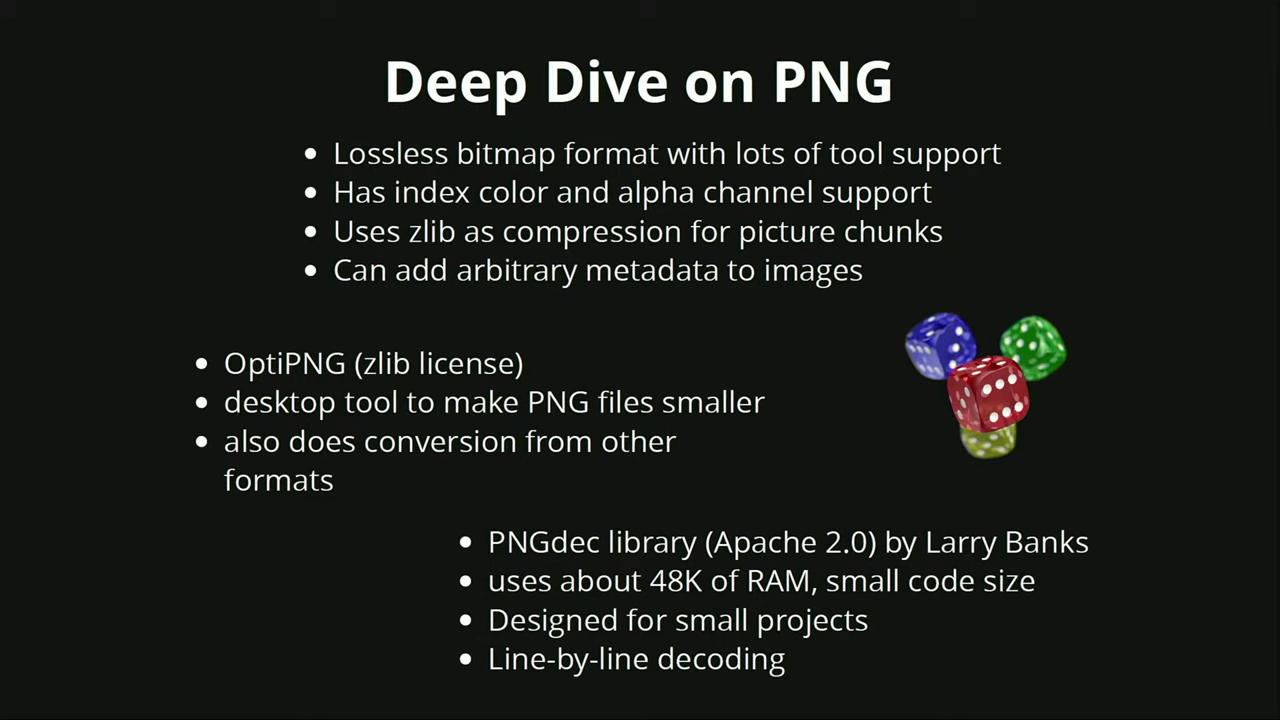 Deep Dive on PNG
• Lossless bitmap format with lots of tool support
• Has index color and alpha channel support
• Uses zlib as compression for picture chunks
• Can add arbitrary metadata to images
• OptiPNG (zlib license)
• desktop tool to make PNG files smaller
• also does conversion from other
formats
• PNGdec library (Apache 2.0) by Larry Banks
• uses about 48K of RAM, small code size
• Designed for small projects
• Line-by-line decoding